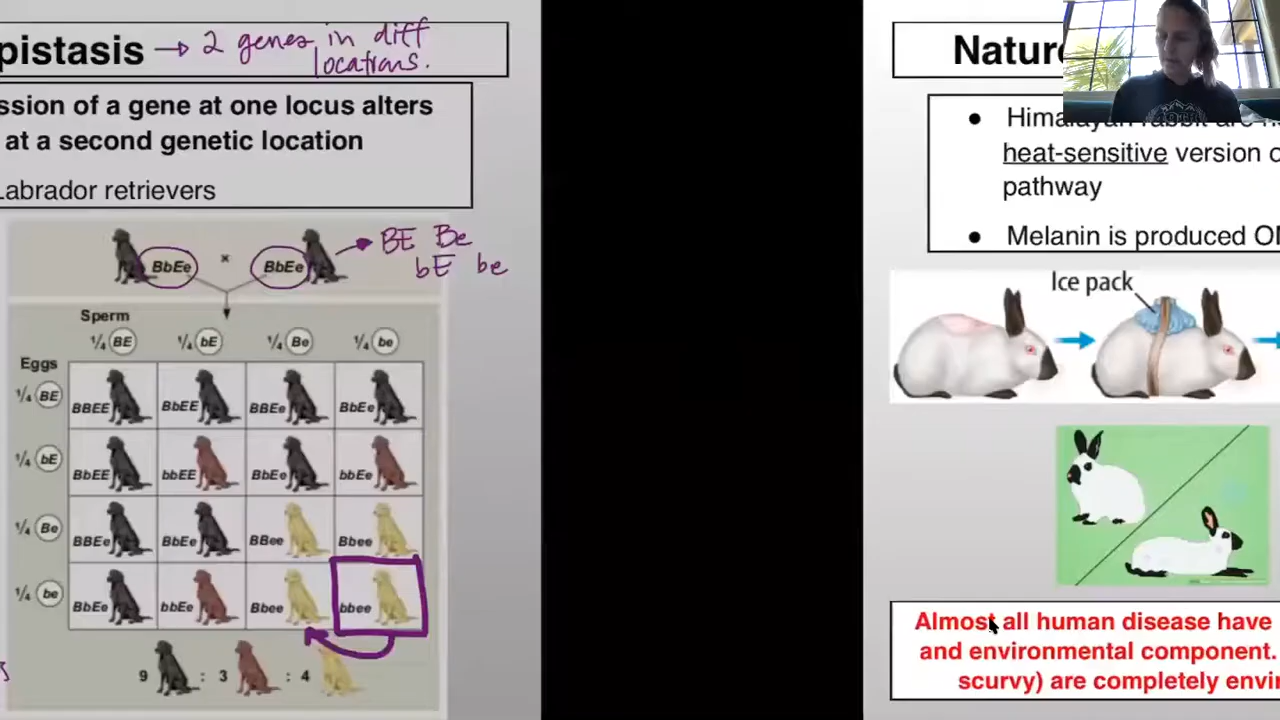 pistasis → 2 genes in diff
locations.
ssion of a gene at one locus alters
at a second genetic location
Labrador retrievers
BbEe × BbEe → BE Be
bE be
Sperm
¼ BE ¼ bE ¼ Be ¼ be
Eggs
¼ BE BBEE BbEE BBEe BbEe
¼ bE BbEE bbEE BbEe bbEe
¼ Be BBEe BbEe BBee Bbee
¼ be BbEe bbEe Bbee bbee
9 : 3 : 4
Nature
• Himalayan rabbit are
heat-sensitive version o
pathway
• Melanin is produced
Ice pack
Almost all human disease have
and environmental component.
scurvy) are completely envi